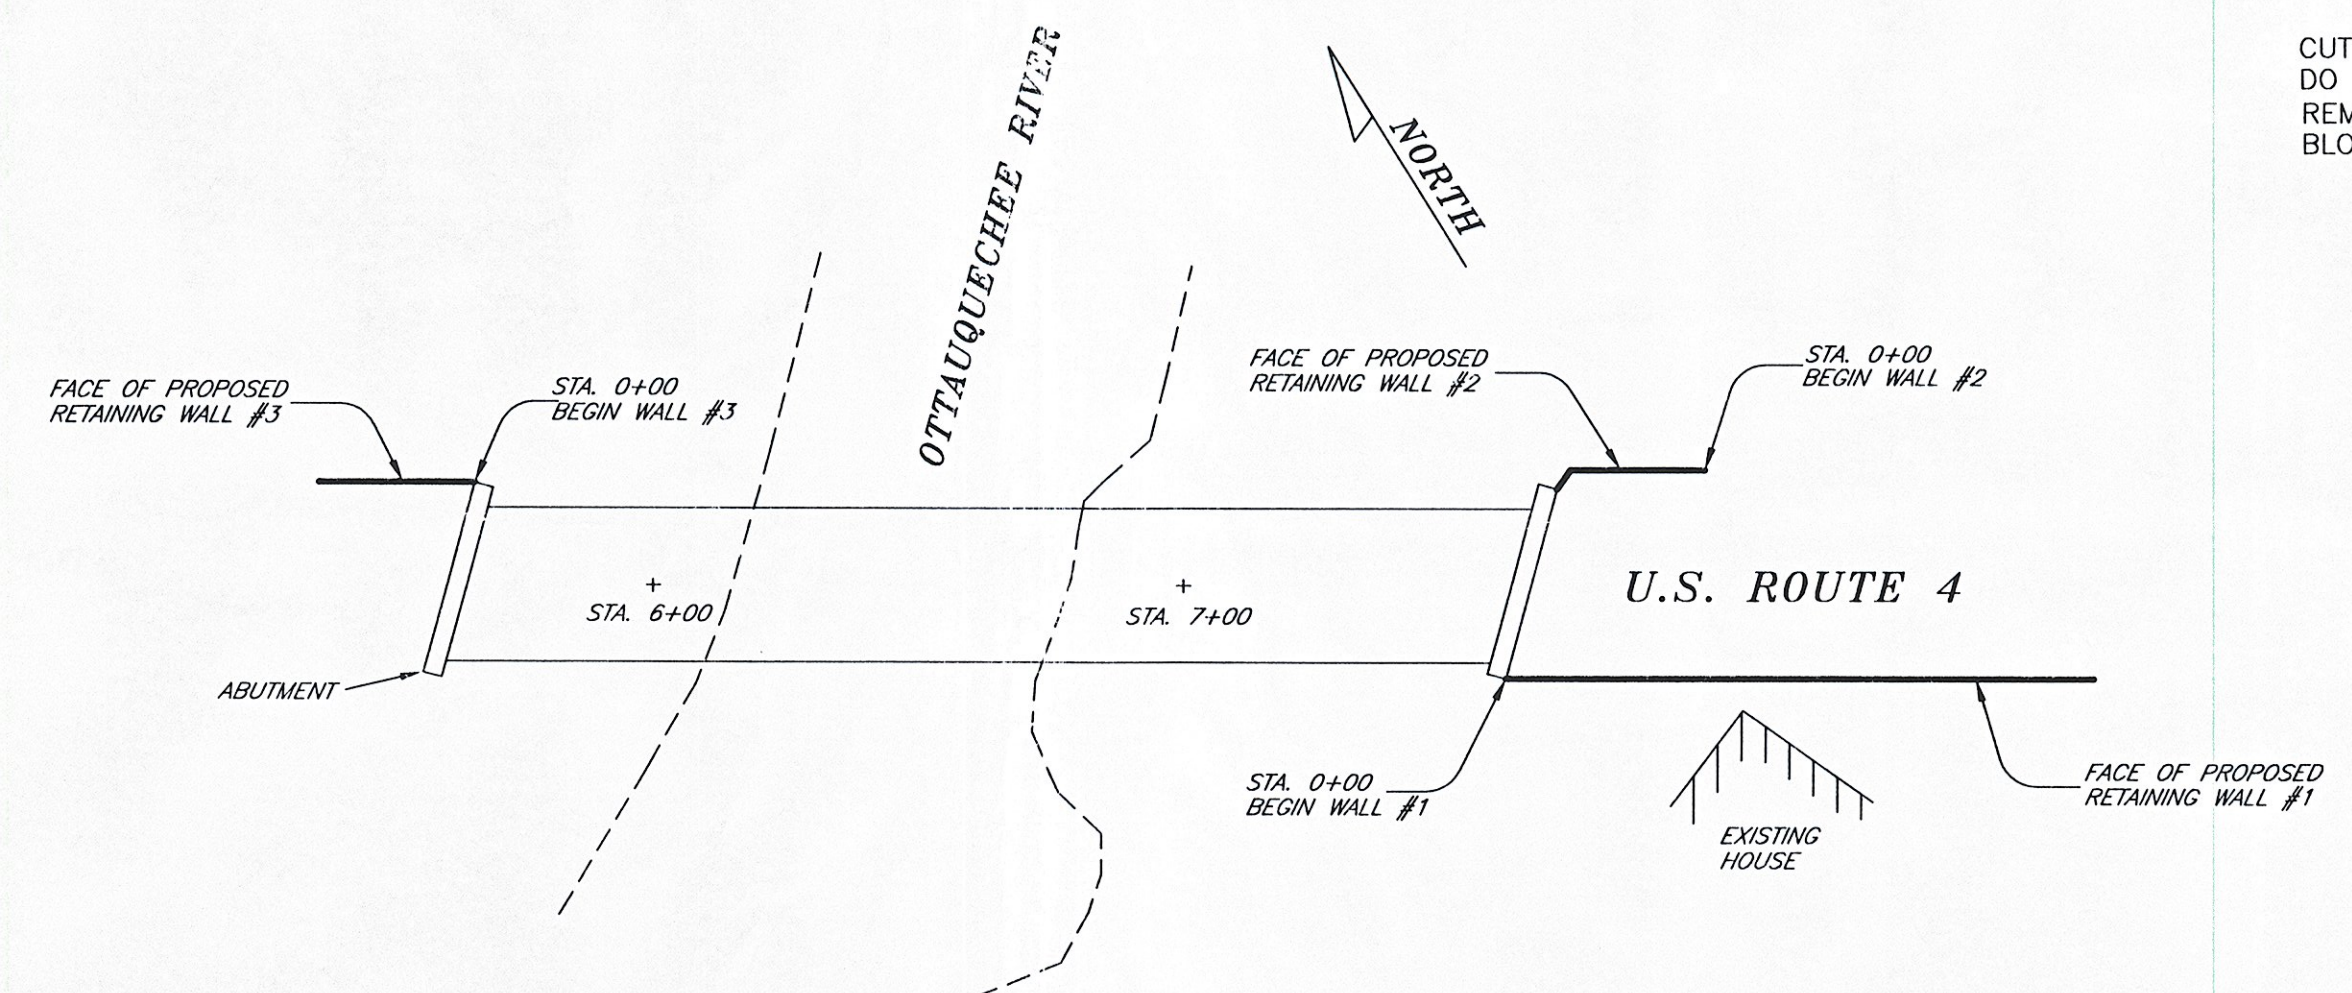 OTTAUQUECHEE RIVER
NORTH
CUT
DO
REM
BLO
FACE OF PROPOSED
RETAINING WALL #3
STA. 0+00
BEGIN WALL #3
FACE OF PROPOSED
RETAINING WALL #2
STA. 0+00
BEGIN WALL #2
+
STA. 6+00
+
STA. 7+00
U.S. ROUTE 4
ABUTMENT
STA. 0+00
BEGIN WALL #1
EXISTING
HOUSE
FACE OF PROPOSED
RETAINING WALL #1